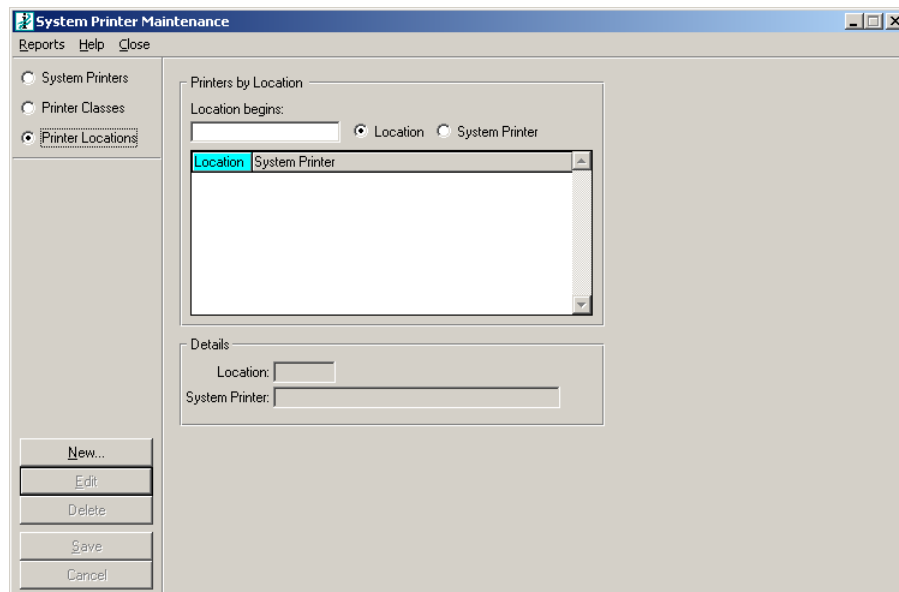 System Printer Maintenance
Reports Help Close
System Printers
Printer Classes
Printer Locations
Printers by Location
Location begins:
Location System Printer
Location System Printer
Details
Location:
System Printer:
New...
Edit
Delete
Save
Cancel